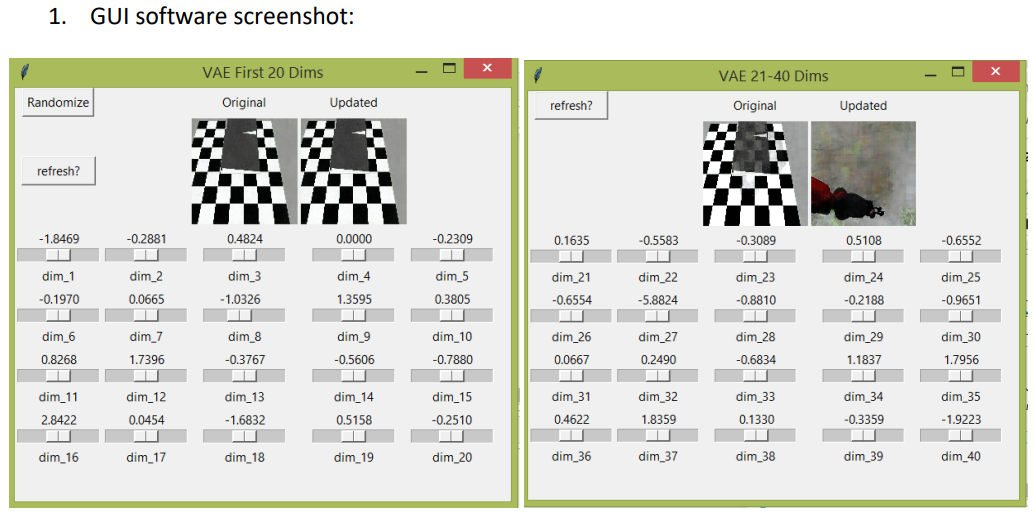 1. GUI software screenshot:
VAE First 20 Dims
Randomize
Original Updated
refresh?
-1.8469 -0.2881 0.4824 0.0000 -0.2309
dim_1 dim_2 dim_3 dim_4 dim_5
-0.1970 0.0665 -1.0326 1.3595 0.3805
dim_6 dim_7 dim_8 dim_9 dim_10
0.8268 1.7396 -0.3767 -0.5606 -0.7880
dim_11 dim_12 dim_13 dim_14 dim_15
2.8422 0.0454 -1.6832 0.5158 -0.2510
dim_16 dim_17 dim_18 dim_19 dim_20
VAE 21-40 Dims
refresh? Original Updated
0.1635 -0.5583 -0.3089 0.5108 -0.6552
dim_21 dim_22 dim_23 dim_24 dim_25
-0.6554 -5.8824 -0.8810 -0.2188 -0.9651
dim_26 dim_27 dim_28 dim_29 dim_30
0.0667 0.2490 -0.6834 1.1837 1.7956
dim_31 dim_32 dim_33 dim_34 dim_35
0.4622 1.8359 0.1330 -0.3359 -1.9223
dim_36 dim_37 dim_38 dim_39 dim_40